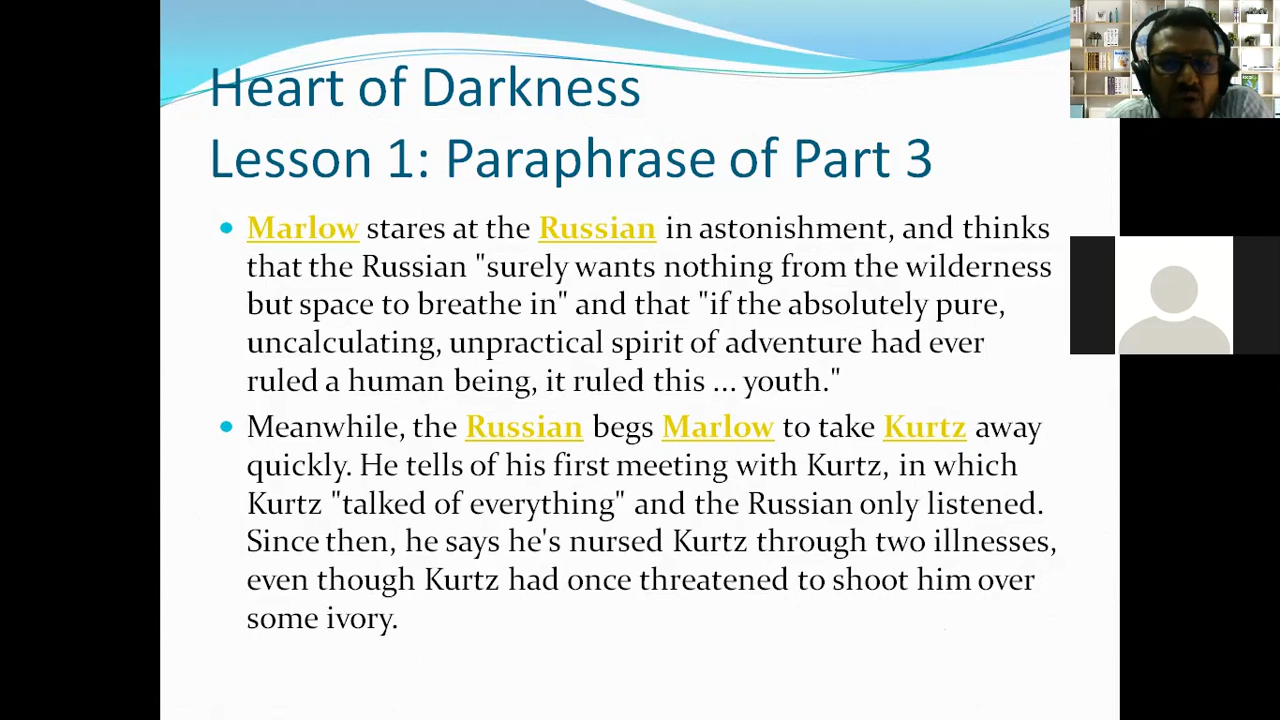 Heart of Darkness
Lesson 1: Paraphrase of Part 3
Marlow stares at the Russian in astonishment, and thinks
that the Russian "surely wants nothing from the wilderness
but space to breathe in" and that "if the absolutely pure,
uncalculating, unpractical spirit of adventure had ever
ruled a human being, it ruled this ... youth."
Meanwhile, the Russian begs Marlow to take Kurtz away
quickly. He tells of his first meeting with Kurtz, in which
Kurtz "talked of everything" and the Russian only listened.
Since then, he says he's nursed Kurtz through two illnesses,
even though Kurtz had once threatened to shoot him over
some ivory.